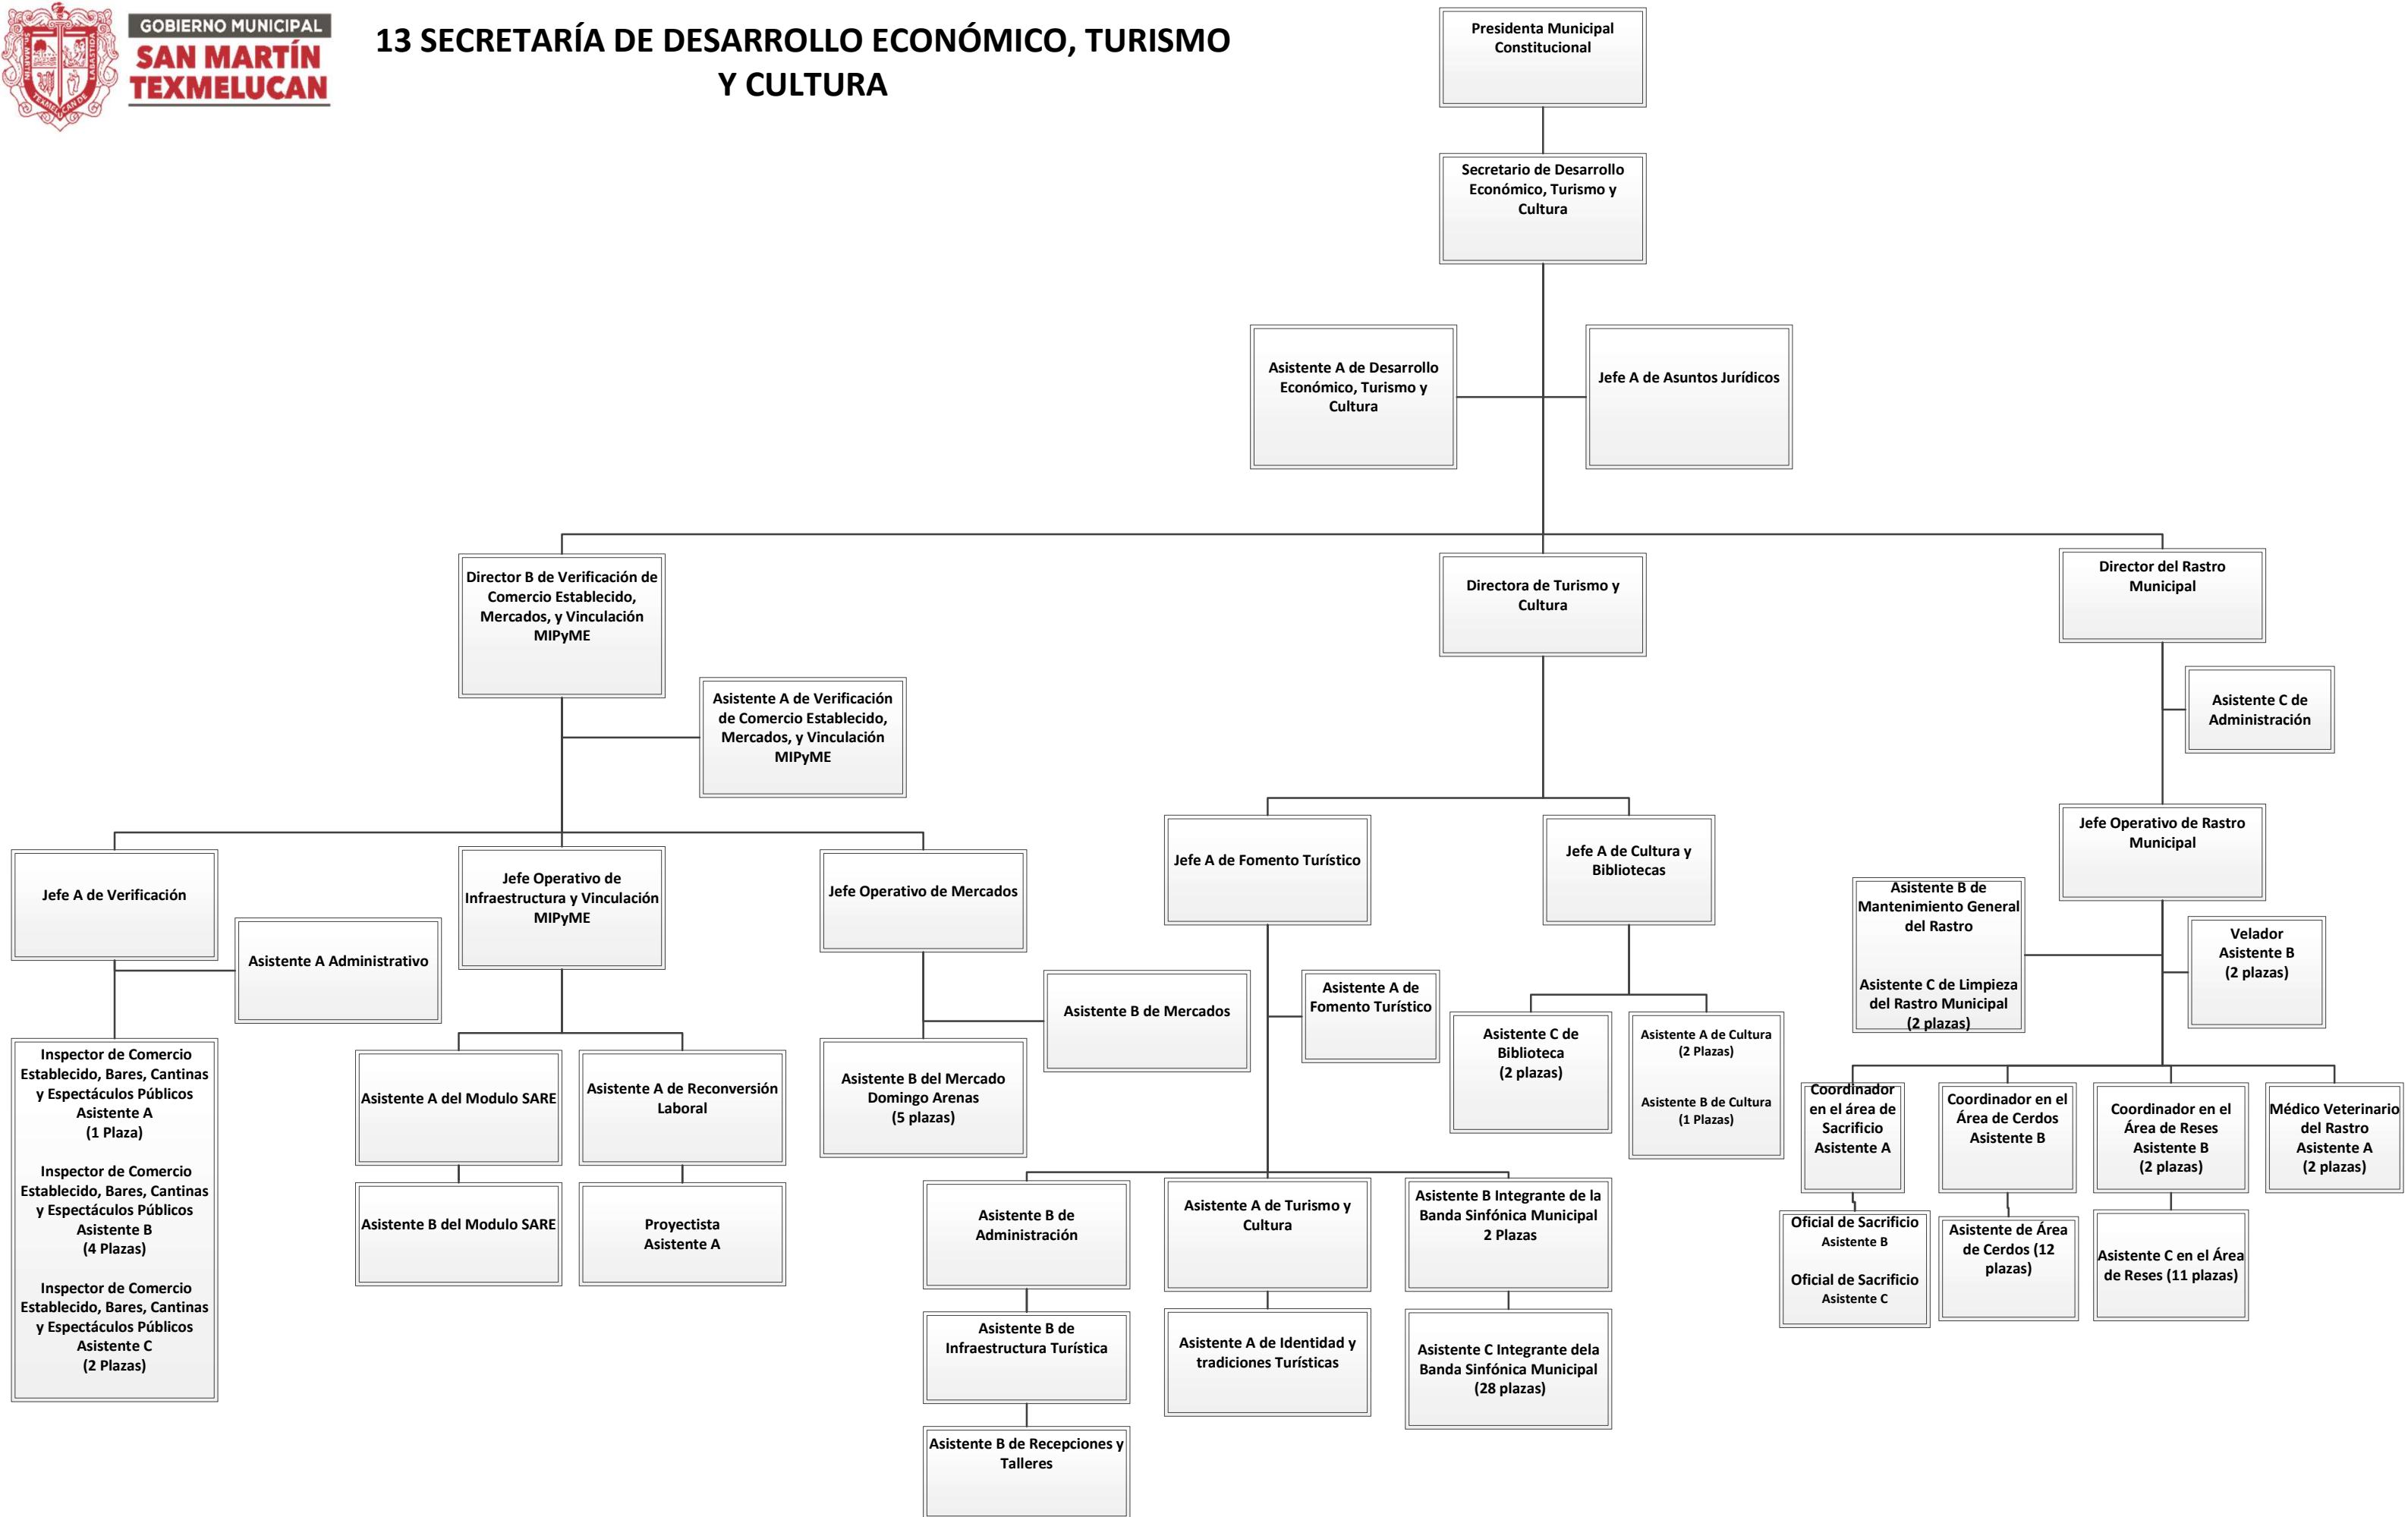 GOBIERNO MUNICIPAL
SAN MARTÍN
TEXMELUCAN
13 SECRETARÍA DE DESARROLLO ECONÓMICO, TURISMO
Y CULTURA
Presidenta Municipal
Constitucional
Secretario de Desarrollo
Económico, Turismo y
Cultura
Asistente A de Desarrollo
Económico, Turismo y
Cultura
Jefe A de Asuntos Jurídicos
Director B de Verificación de
Comercio Establecido,
Mercados, y Vinculación
MIPyME
Directora de Turismo y
Cultura
Director del Rastro
Municipal
Asistente A de Verificación
de Comercio Establecido,
Mercados, y Vinculación
MIPyME
Asistente C de
Administración
Jefe A de Verificación
Jefe Operativo de
Infraestructura y Vinculación
MIPyME
Jefe Operativo de Mercados
Jefe A de Fomento Turístico
Jefe A de Cultura y
Bibliotecas
Jefe Operativo de Rastro
Municipal
Asistente A Administrativo
Asistente B de Mercados
Asistente A de
Fomento Turístico
Asistente B de
Mantenimiento General
del Rastro
Asistente C de Limpieza
del Rastro Municipal
(2 plazas)
Velador
Asistente B
(2 plazas)
Inspector de Comercio
Establecido, Bares, Cantinas
y Espectáculos Públicos
Asistente A
(1 Plaza)
Inspector de Comercio
Establecido, Bares, Cantinas
y Espectáculos Públicos
Asistente B
(4 Plazas)
Inspector de Comercio
Establecido, Bares, Cantinas
y Espectáculos Públicos
Asistente C
(2 Plazas)
Asistente A del Modulo SARE
Asistente A de Reconversión
Laboral
Asistente B del Modulo SARE
Proyectista
Asistente A
Asistente B del Mercado
Domingo Arenas
(5 plazas)
Asistente C de
Biblioteca
(2 plazas)
Asistente A de Cultura
(2 Plazas)
Asistente B de Cultura
(1 Plazas)
Asistente B de
Administración
Asistente A de Turismo y
Cultura
Asistente B Integrante de la
Banda Sinfónica Municipal
2 Plazas
Asistente B de
Infraestructura Turística
Asistente A de Identidad y
tradiciones Turísticas
Asistente C Integrante dela
Banda Sinfónica Municipal
(28 plazas)
Asistente B de Recepciones y
Talleres
Coordinador
en el área de
Sacrificio
Asistente A
Coordinador en el
Área de Cerdos
Asistente B
Coordinador en el
Área de Reses
Asistente B
(2 plazas)
Médico Veterinario
del Rastro
Asistente A
(2 plazas)
Oficial de Sacrificio
Asistente B
Oficial de Sacrificio
Asistente C
Asistente de Área
de Cerdos (12
plazas)
Asistente C en el Área
de Reses (11 plazas)